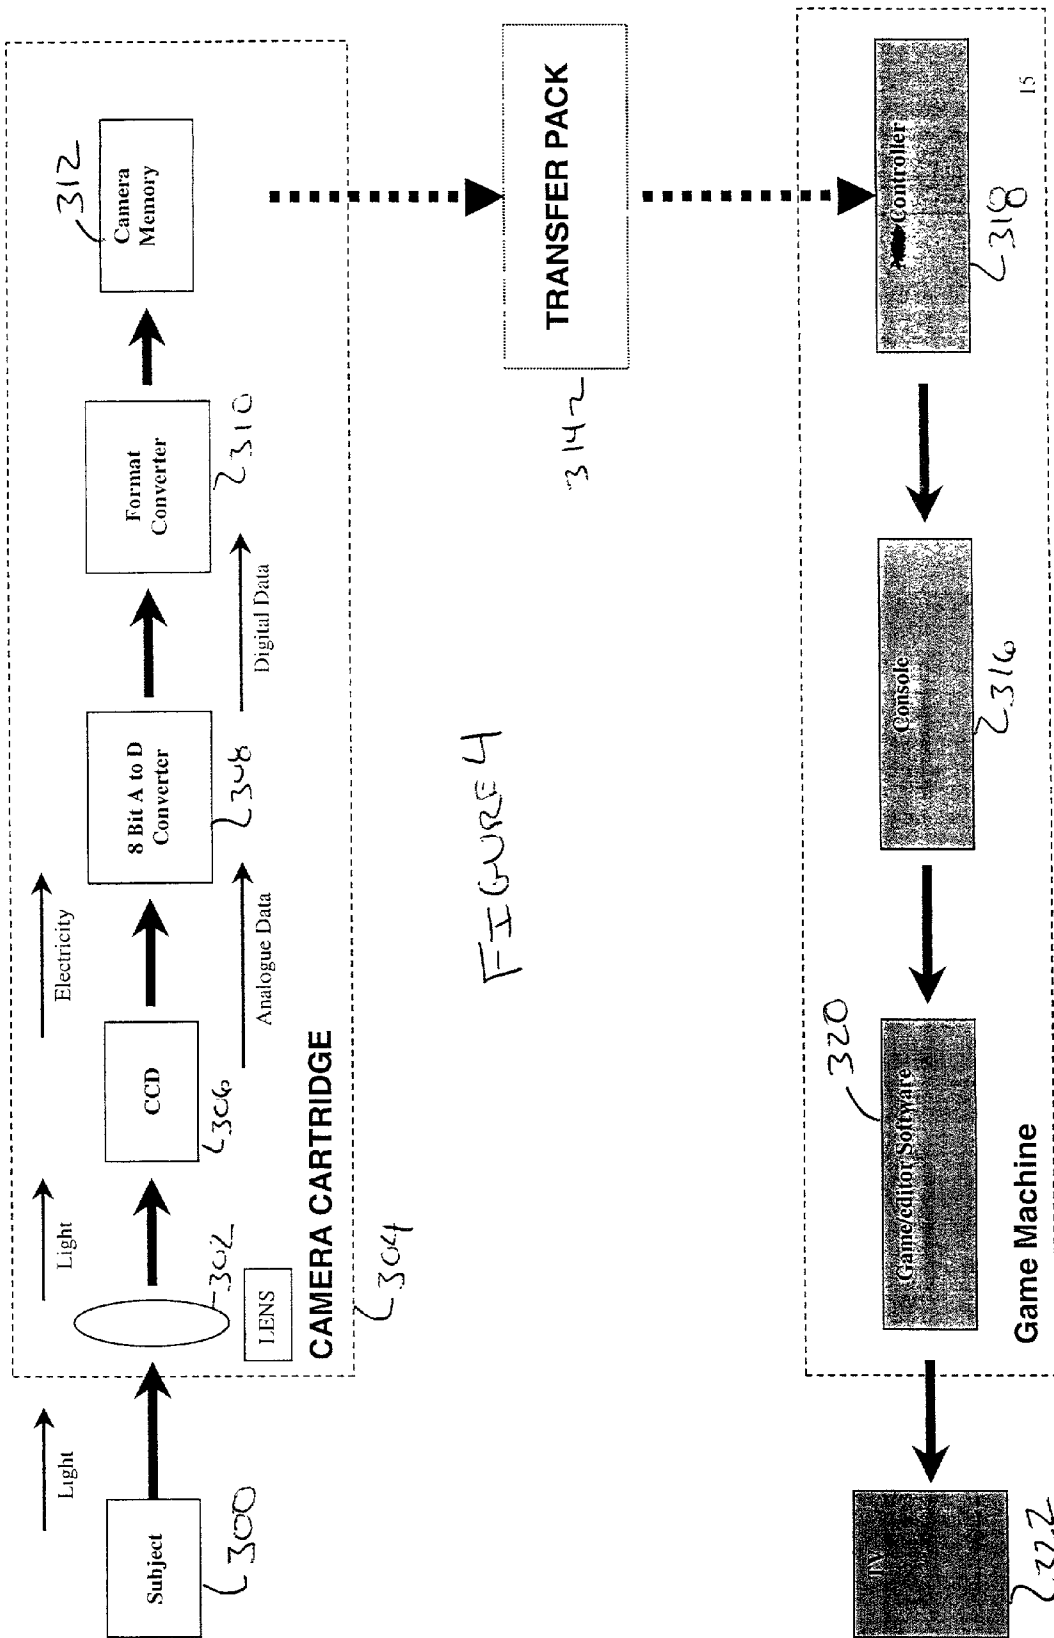 Light
Light
Electricity
Subject
300
302
LENS
CCD
306
8 Bit A to D
Converter
308
Format
Converter
310
Camera
Memory
312
Analogue Data
Digital Data
CAMERA CARTRIDGE
304
FIGURE 4
314
TRANSFER PACK
TV
322
Game/editor Software
320
Console
316
Controller
318
Game Machine
15